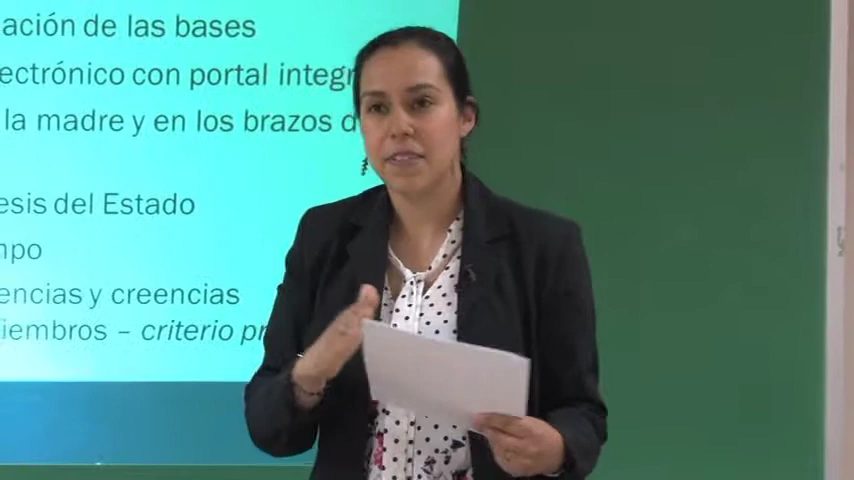 ación de las bases
ectrónico con portal integr
la madre y en los brazos d
esis del Estado
mpo
encias y creencias
iembros – criterio pr